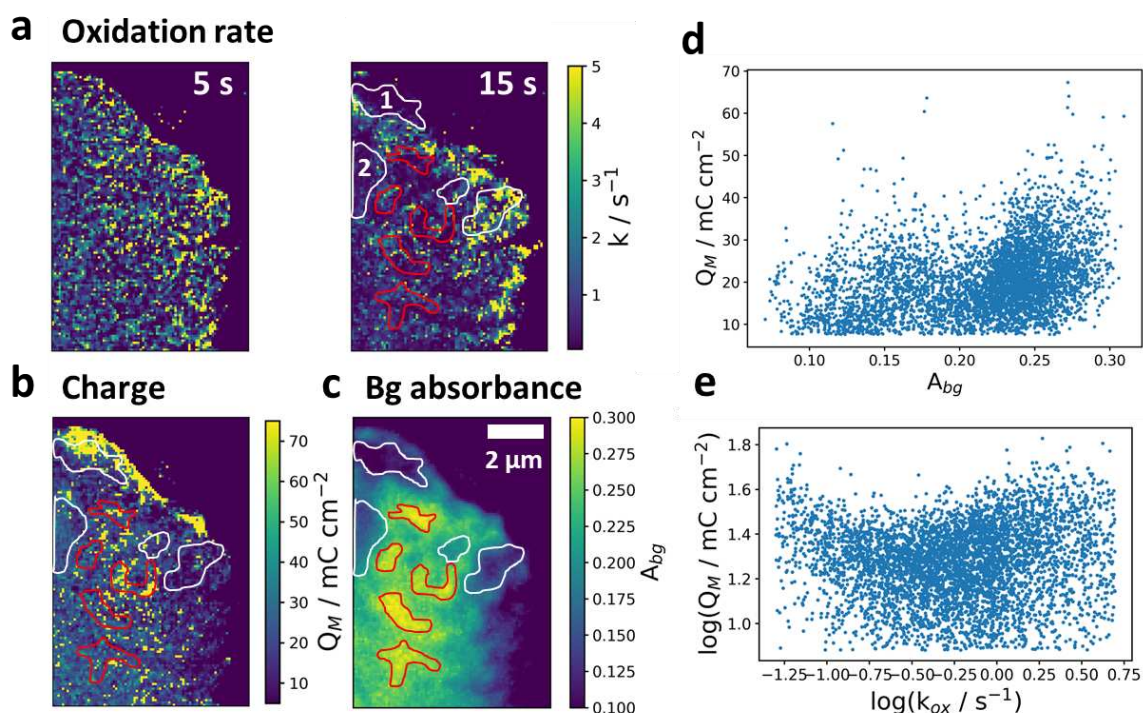 a Oxidation rate
5 s
15 s
1
2
5
4
3
2
1
k / s⁻¹
b Charge
70
60
50
40
30
20
10
Q_M / mC cm⁻²
c Bg absorbance
2 μm
0.300
0.275
0.250
0.225
0.200
0.175
0.150
0.125
0.100
A_bg
d
70
60
50
40
30
20
10
Q_M / mC cm⁻²
0.10 0.15 0.20 0.25 0.30
A_bg
e
1.8
1.6
1.4
1.2
1.0
log(Q_M / mC cm⁻²)
−1.25 −1.00 −0.75 −0.50 −0.25 0.00 0.25 0.50 0.75
log(k_ox / s⁻¹)